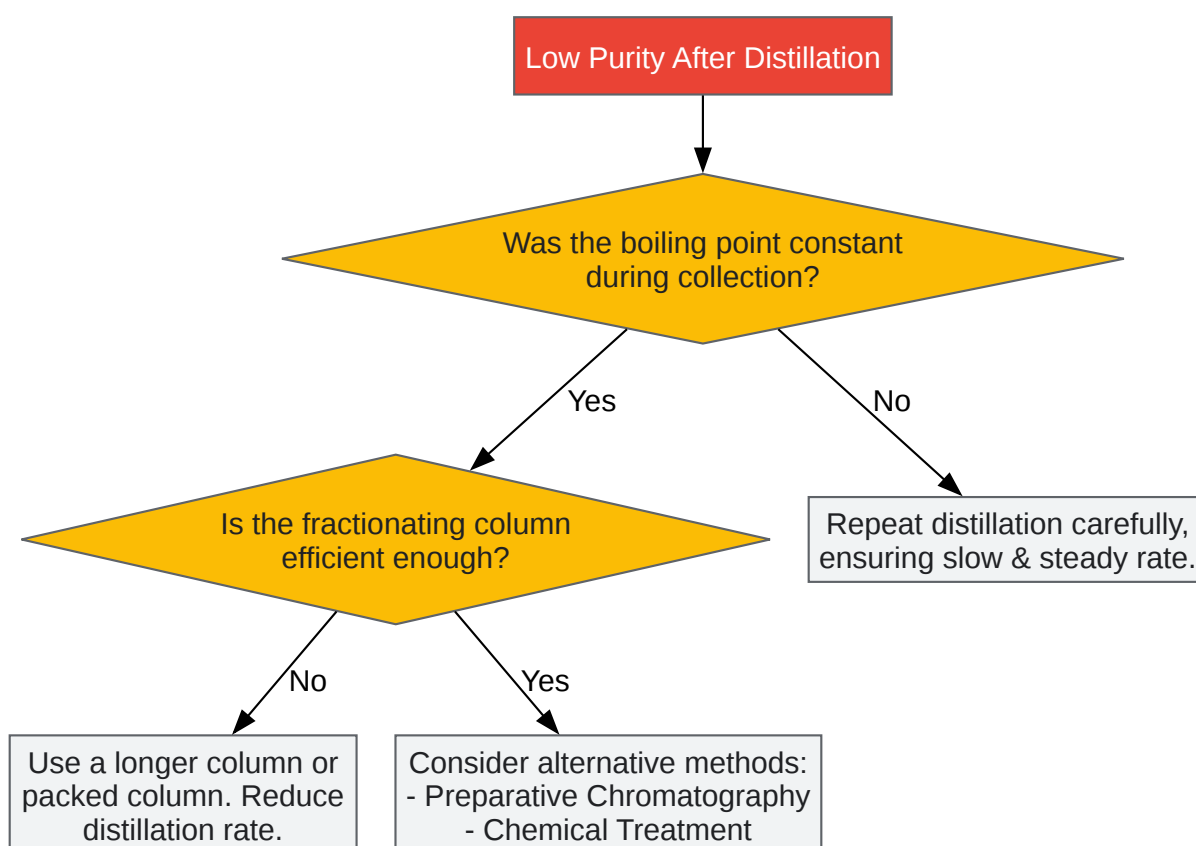 Low Purity After Distillation
Was the boiling point constant
during collection?
Yes
No
Is the fractionating column
efficient enough?
Repeat distillation carefully,
ensuring slow & steady rate.
No
Yes
Use a longer column or
packed column. Reduce
distillation rate.
Consider alternative methods:
- Preparative Chromatography
- Chemical Treatment